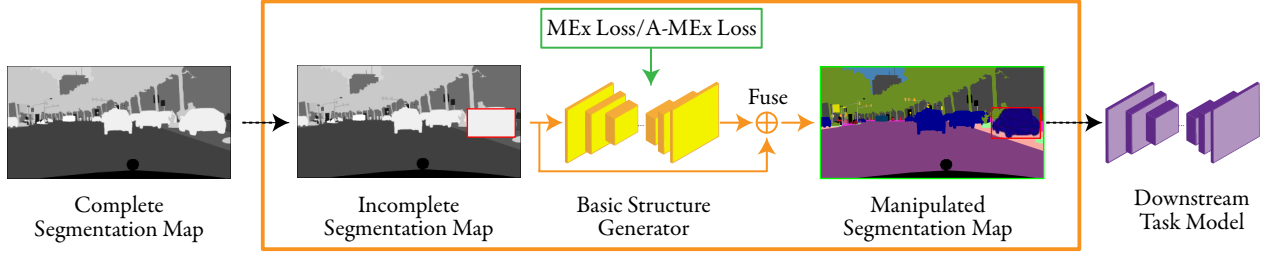 MEx Loss/A-MEx Loss
Fuse
Complete
Segmentation Map
Incomplete
Segmentation Map
Basic Structure
Generator
Manipulated
Segmentation Map
Downstream
Task Model